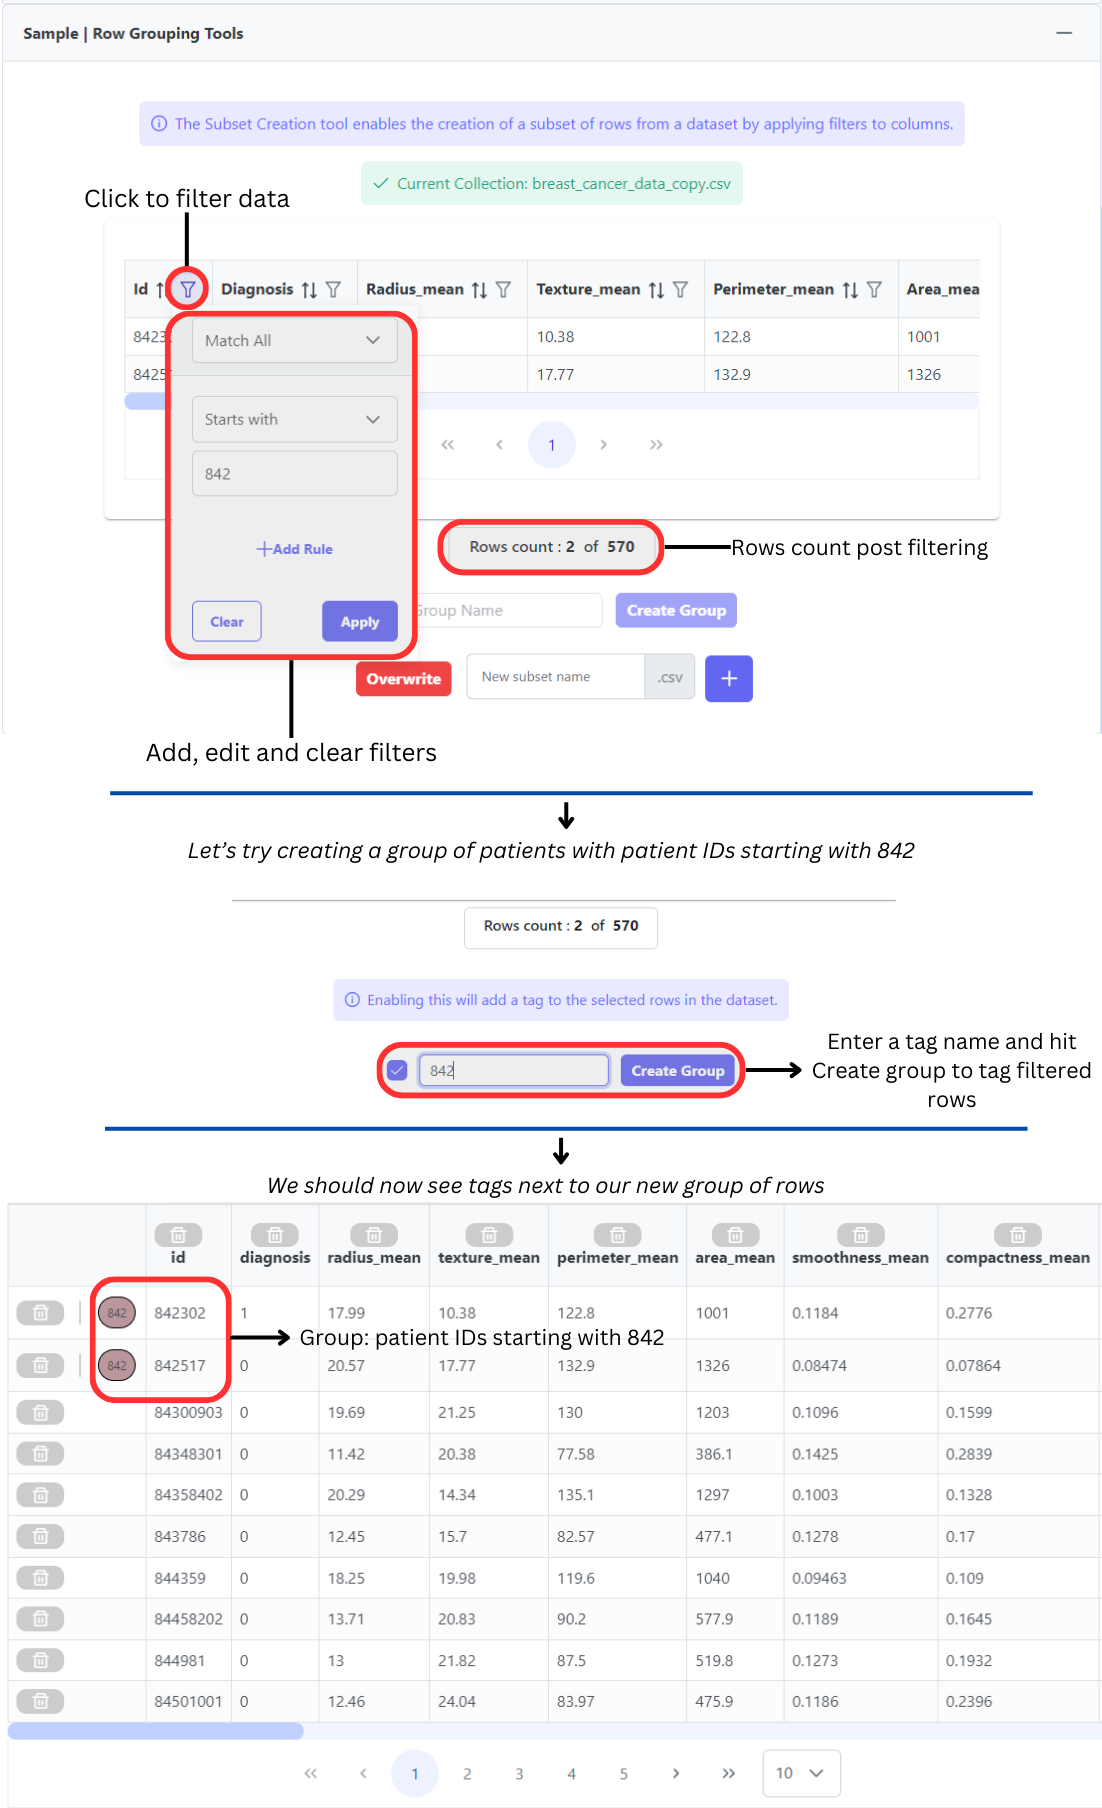 Sample | Row Grouping Tools
The Subset Creation tool enables the creation of a subset of rows from a dataset by applying filters to columns.
Current Collection: breast_cancer_data_copy.csv
Click to filter data
Id Diagnosis Radius_mean Texture_mean Perimeter_mean Area_mea
8423 10.38 122.8 1001
8425 17.77 132.9 1326
Match All
Starts with
842
+Add Rule
Clear Apply
« ‹ 1 › »
Rows count : 2 of 570
Rows count post filtering
Group Name Create Group
Overwrite New subset name .csv +
Add, edit and clear filters
Let's try creating a group of patients with patient IDs starting with 842
Rows count : 2 of 570
Enabling this will add a tag to the selected rows in the dataset.
842 Create Group
Enter a tag name and hit
Create group to tag filtered
rows
We should now see tags next to our new group of rows
id diagnosis radius_mean texture_mean perimeter_mean area_mean smoothness_mean compactness_mean
842 842302 1 17.99 10.38 122.8 1001 0.1184 0.2776
Group: patient IDs starting with 842
842 842517 0 20.57 17.77 132.9 1326 0.08474 0.07864
84300903 0 19.69 21.25 130 1203 0.1096 0.1599
84348301 0 11.42 20.38 77.58 386.1 0.1425 0.2839
84358402 0 20.29 14.34 135.1 1297 0.1003 0.1328
843786 0 12.45 15.7 82.57 477.1 0.1278 0.17
844359 0 18.25 19.98 119.6 1040 0.09463 0.109
84458202 0 13.71 20.83 90.2 577.9 0.1189 0.1645
844981 0 13 21.82 87.5 519.8 0.1273 0.1932
84501001 0 12.46 24.04 83.97 475.9 0.1186 0.2396
« ‹ 1 2 3 4 5 › » 10